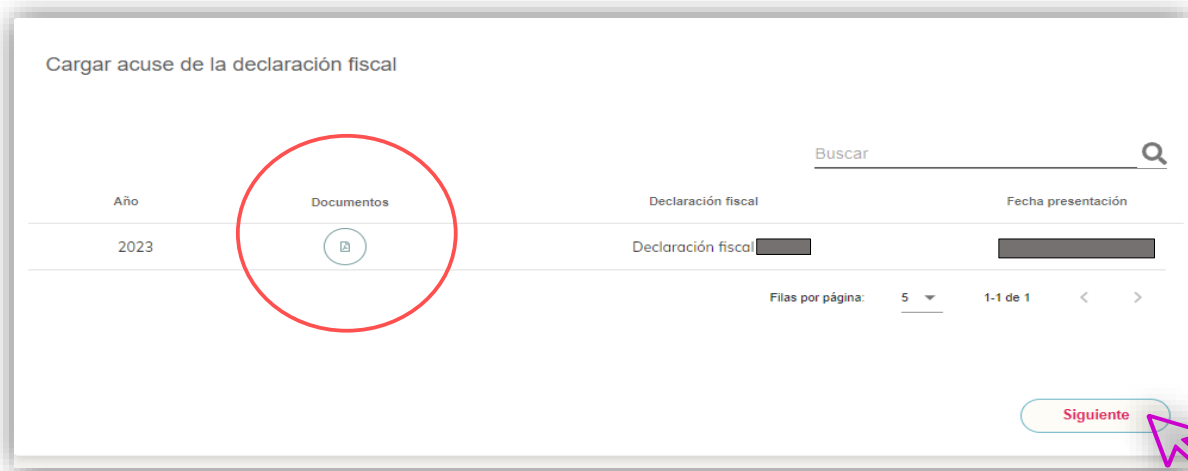 Cargar acuse de la declaración fiscal
Buscar
Año Documentos Declaración fiscal Fecha presentación
2023 Declaración fiscal
Filas por página: 5 1-1 de 1
Siguiente